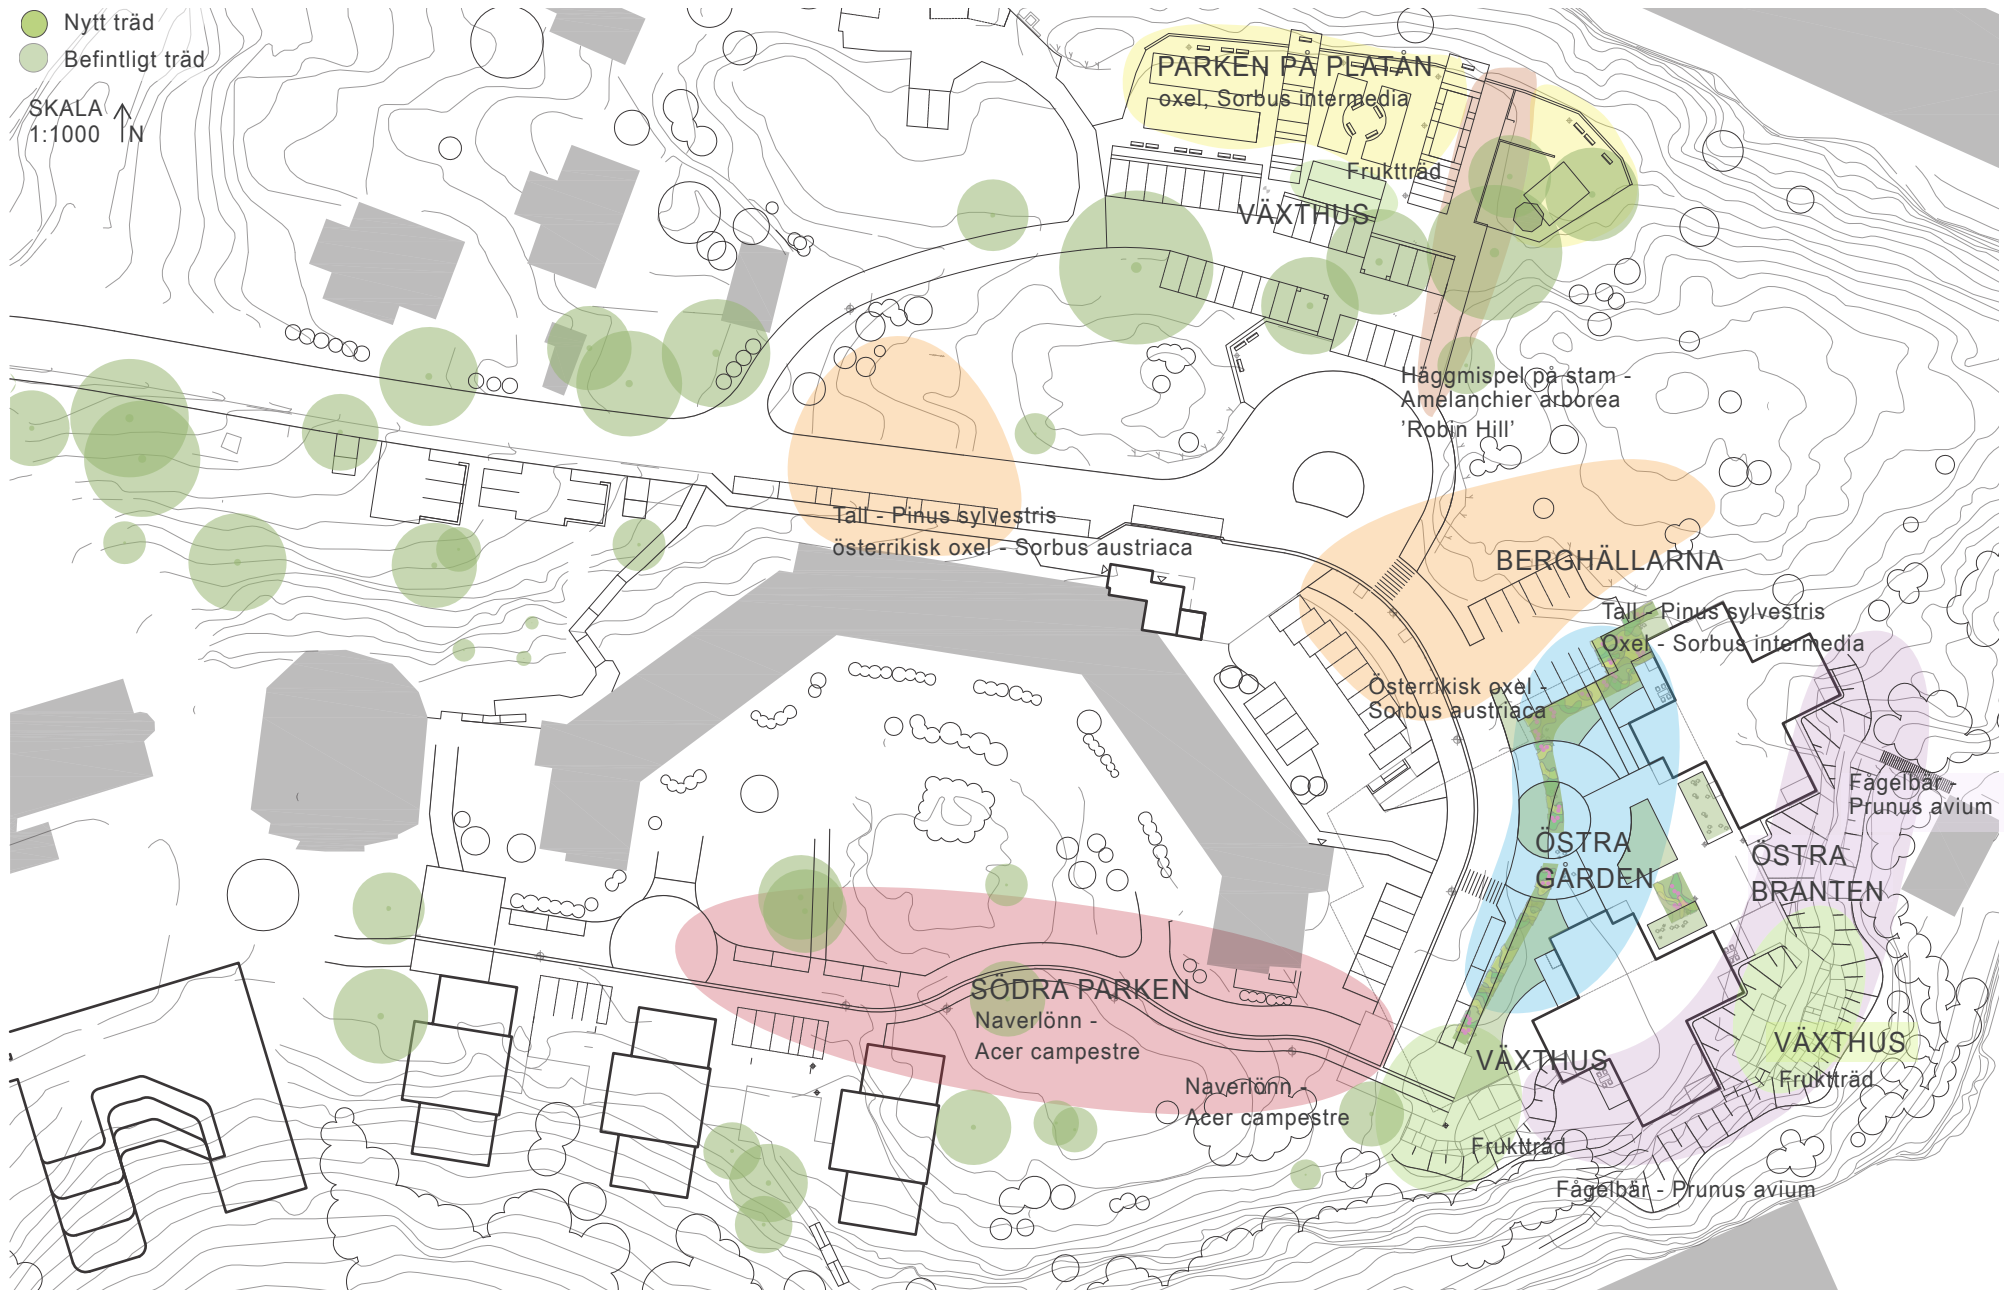 Nytt träd
Befintligt träd
SKALA
1:1000 N
PARKEN PÅ PLATÅN
oxel, Sorbus intermedia
Fruktträd
VÄXTHUS
Häggmispel på stam -
Amelanchier arborea
'Robin Hill'
Tall - Pinus sylvestris
österrikisk oxel - Sorbus austriaca
BERGHÄLLARNA
Tall - Pinus sylvestris
Oxel - Sorbus intermedia
Österrikisk oxel -
Sorbus austriaca
Fågelbär
Prunus avium
ÖSTRA
GÅRDEN
ÖSTRA
BRANTEN
SÖDRA PARKEN
Naverlönn -
Acer campestre
Naverlönn -
Acer campestre
VÄXTHUS
Fruktträd
VÄXTHUS
Fruktträd
Fågelbär - Prunus avium